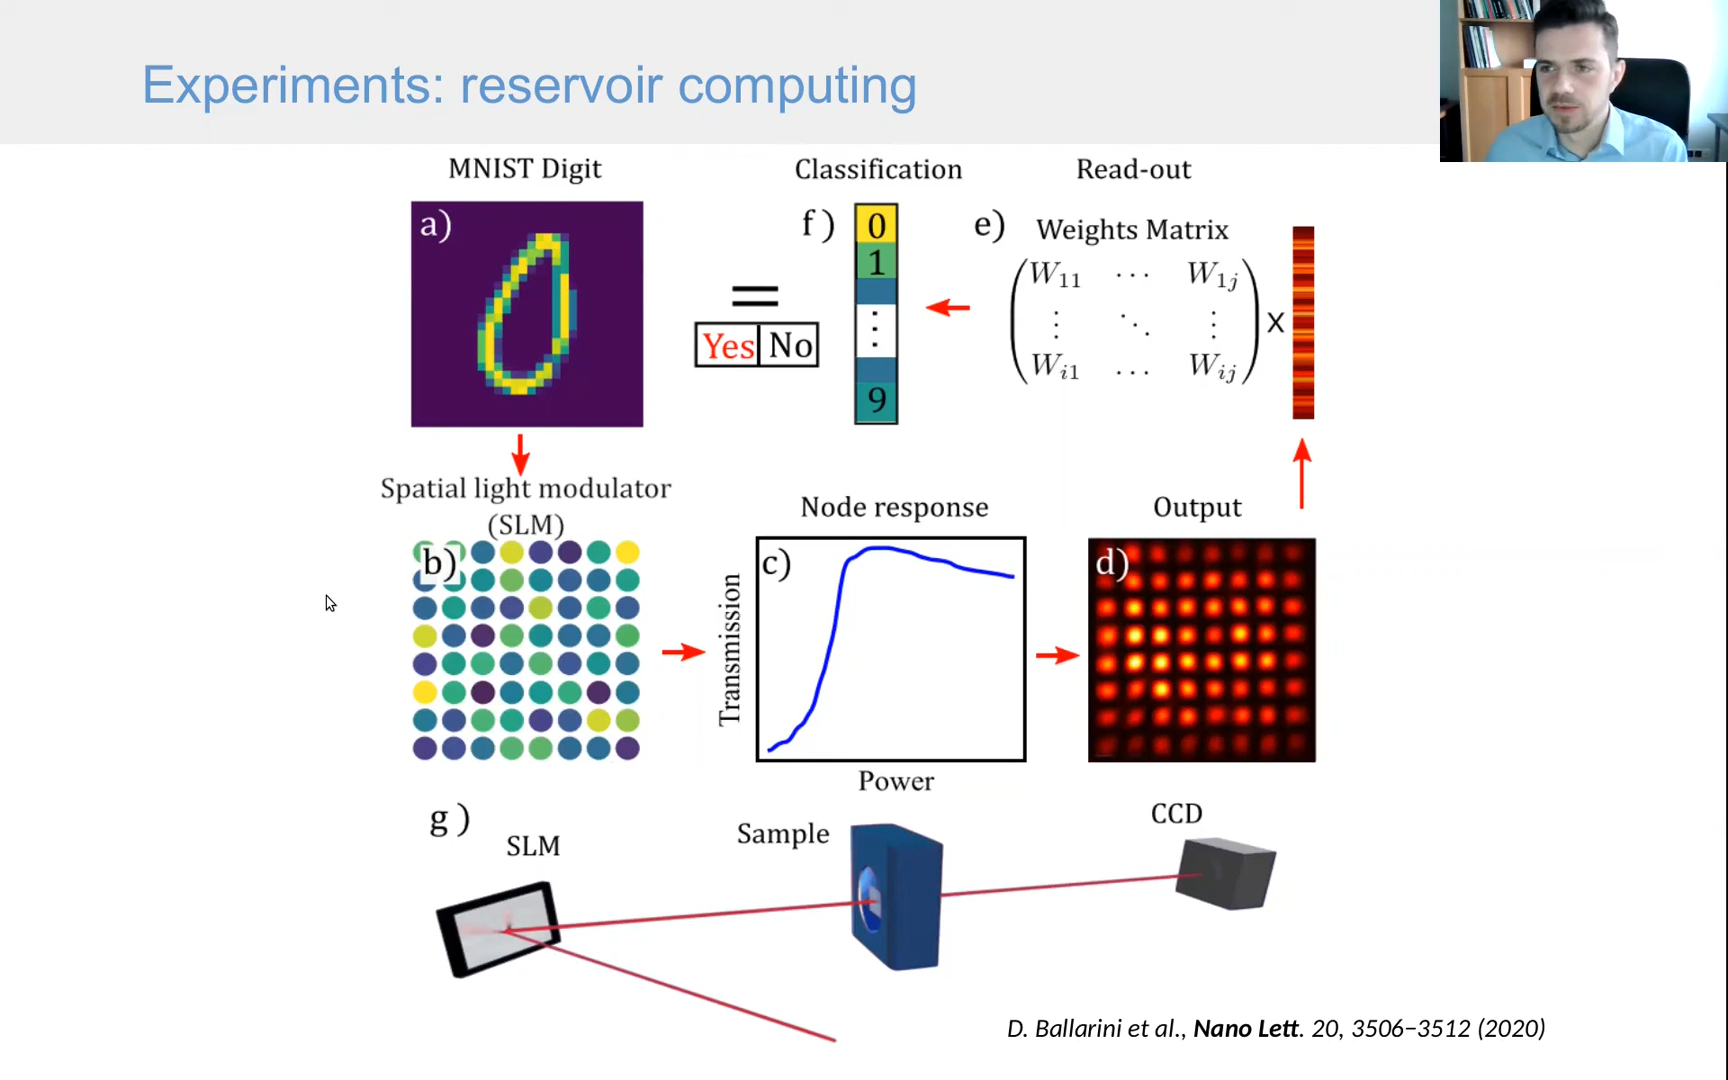 Experiments: reservoir computing
MNIST Digit
Classification
Read-out
a)
f)
0
1
⋮
9
=
Yes No
e)
Weights Matrix
W11 ... W1j
⋮ ⋱ ⋮
Wi1 ... Wij
X
Spatial light modulator
(SLM)
b)
Node response
c)
Transmission
Power
Output
d)
g)
SLM
Sample
CCD
D. Ballarini et al., Nano Lett. 20, 3506−3512 (2020)